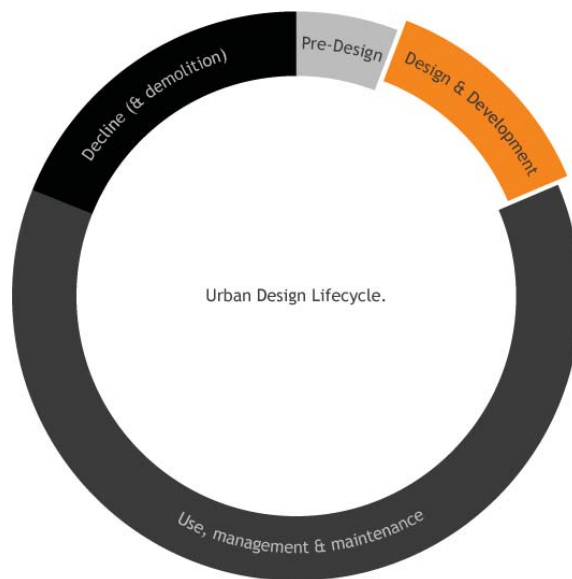 Pre-Design
Design & Development
Decline (& demolition)
Urban Design Lifecycle.
Use, management & maintenance